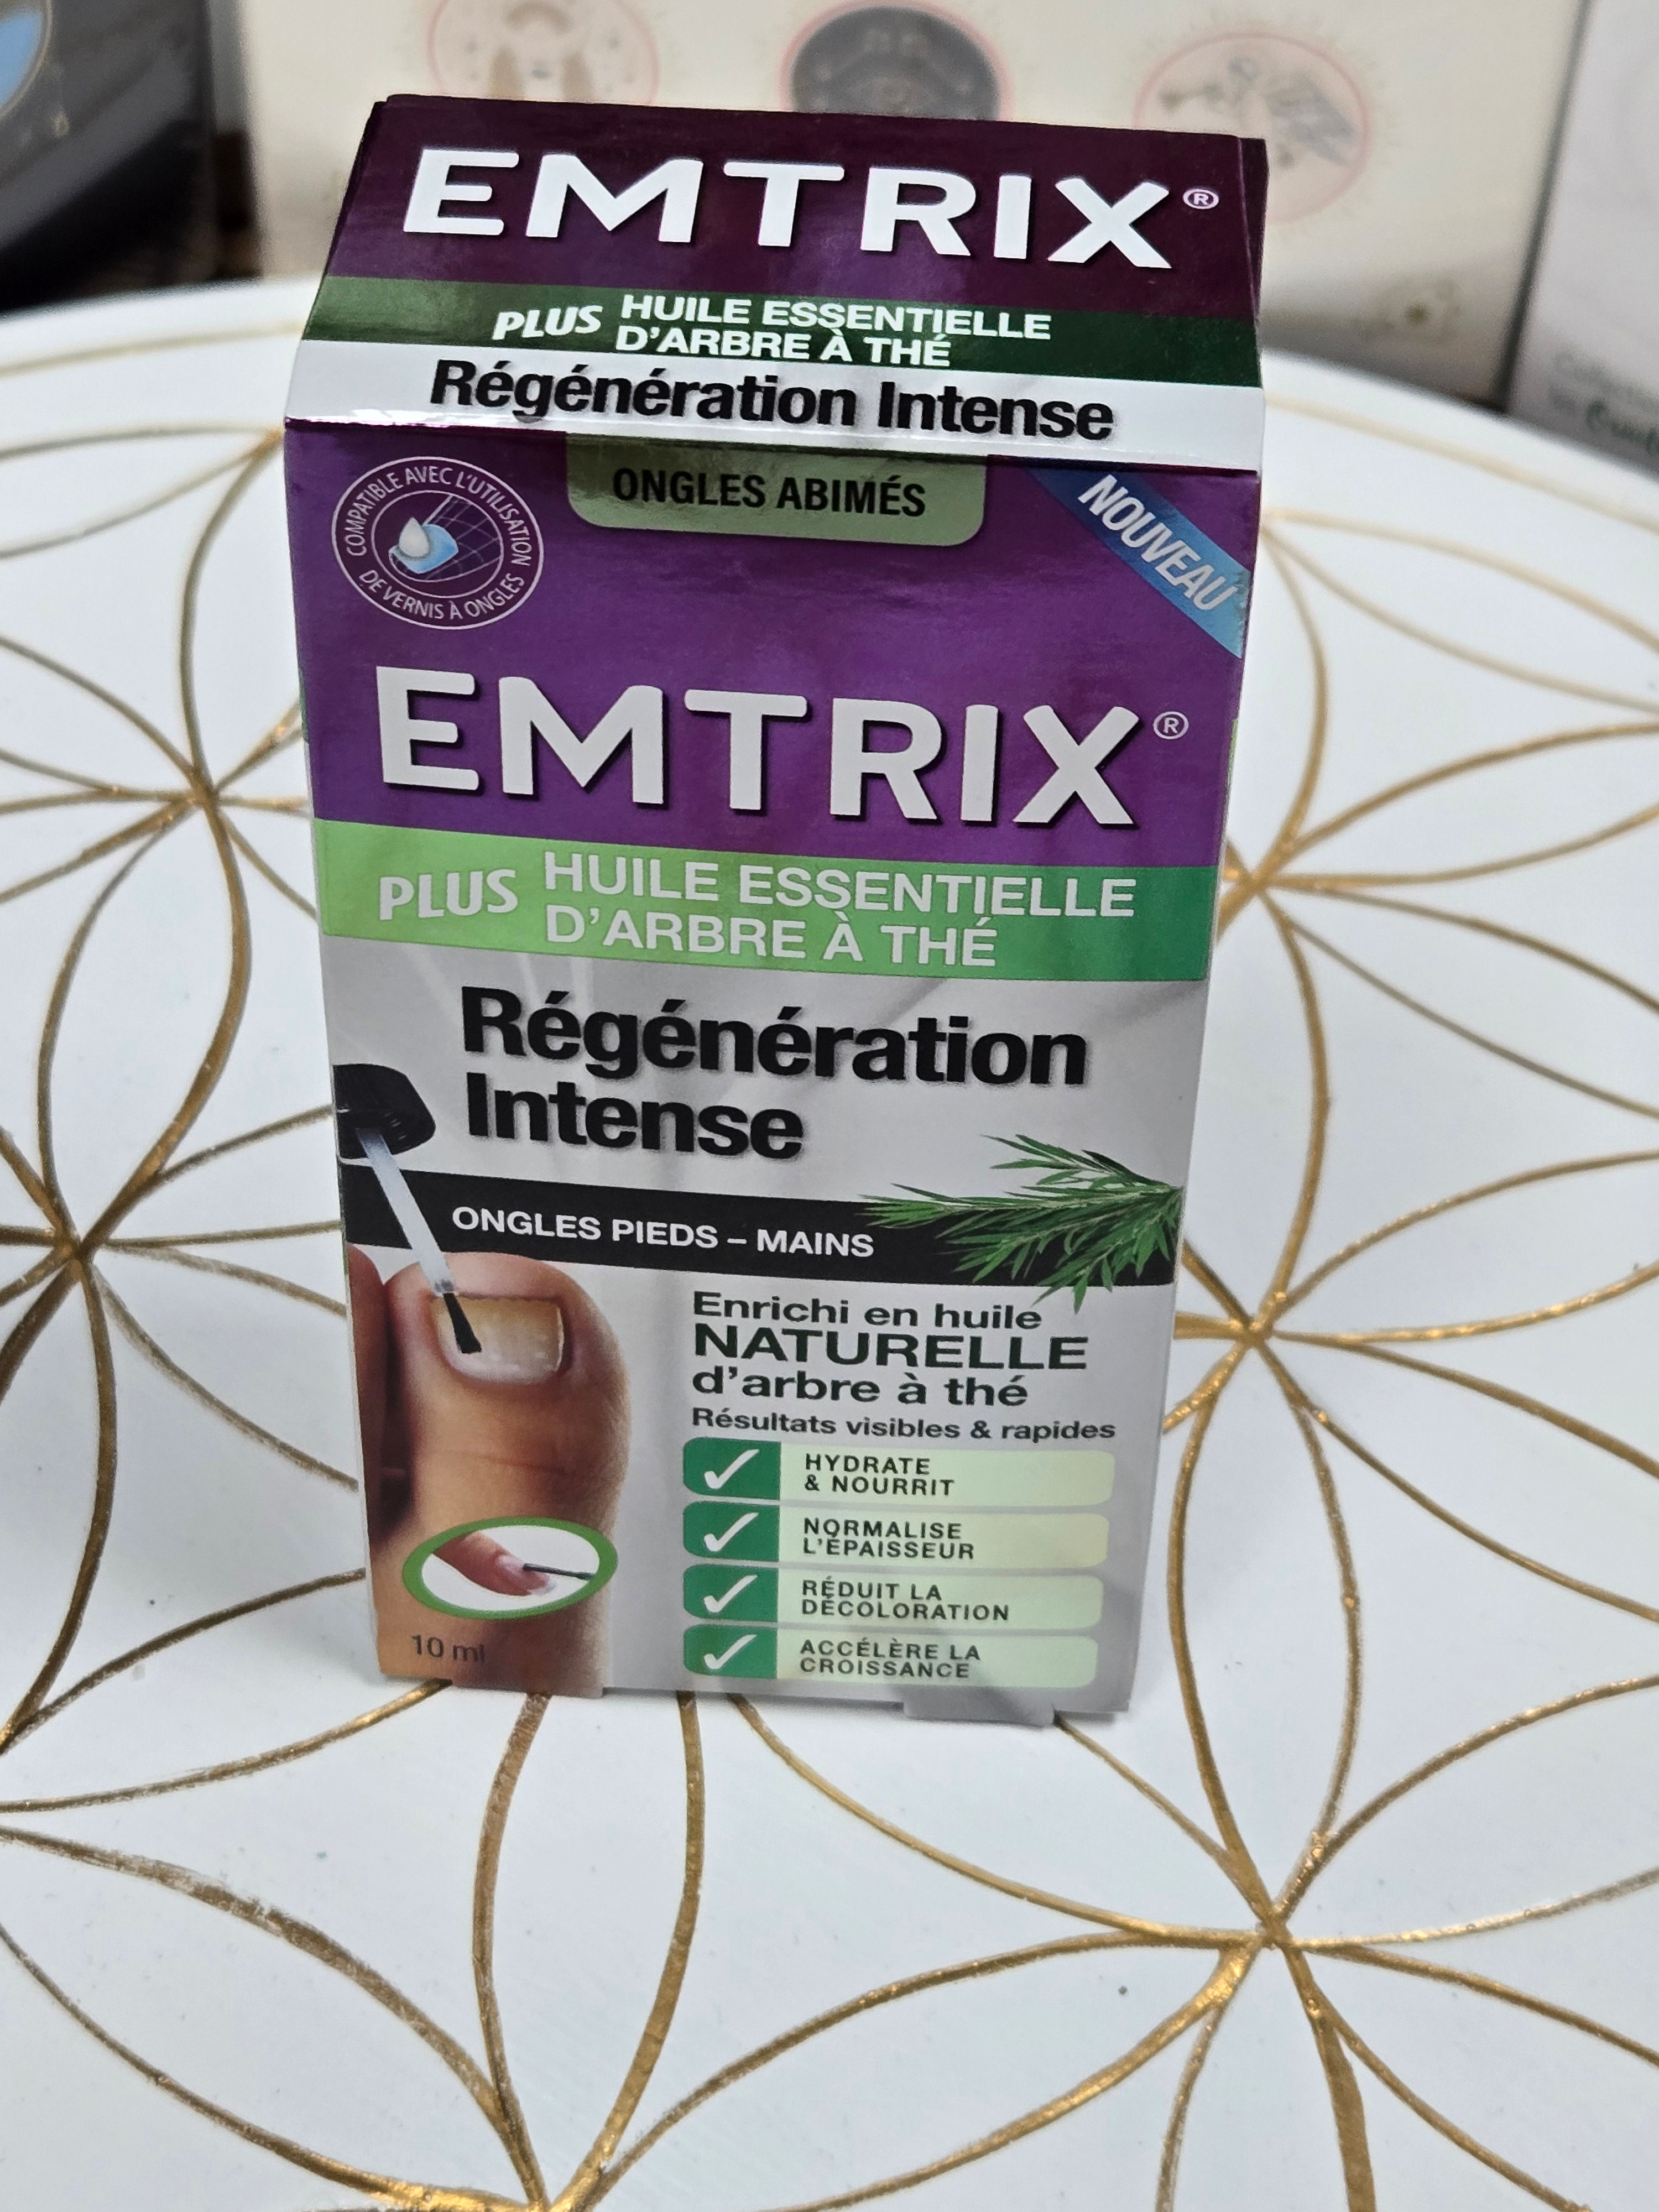 EMTRIX®
PLUS HUILE ESSENTIELLE
D'ARBRE À THÉ
Régénération Intense
ONGLES ABIMÉS
COMPATIBLE AVEC L'UTILISATION
DE VERNIS À ONGLES
NOUVEAU
EMTRIX®
PLUS HUILE ESSENTIELLE
D'ARBRE À THÉ
Régénération
Intense
ONGLES PIEDS – MAINS
Enrichi en huile
NATURELLE
d'arbre à thé
Résultats visibles & rapides
HYDRATE
& NOURRIT
NORMALISE
L'ÉPAISSEUR
RÉDUIT LA
DÉCOLORATION
ACCÉLÈRE LA
CROISSANCE
10 ml